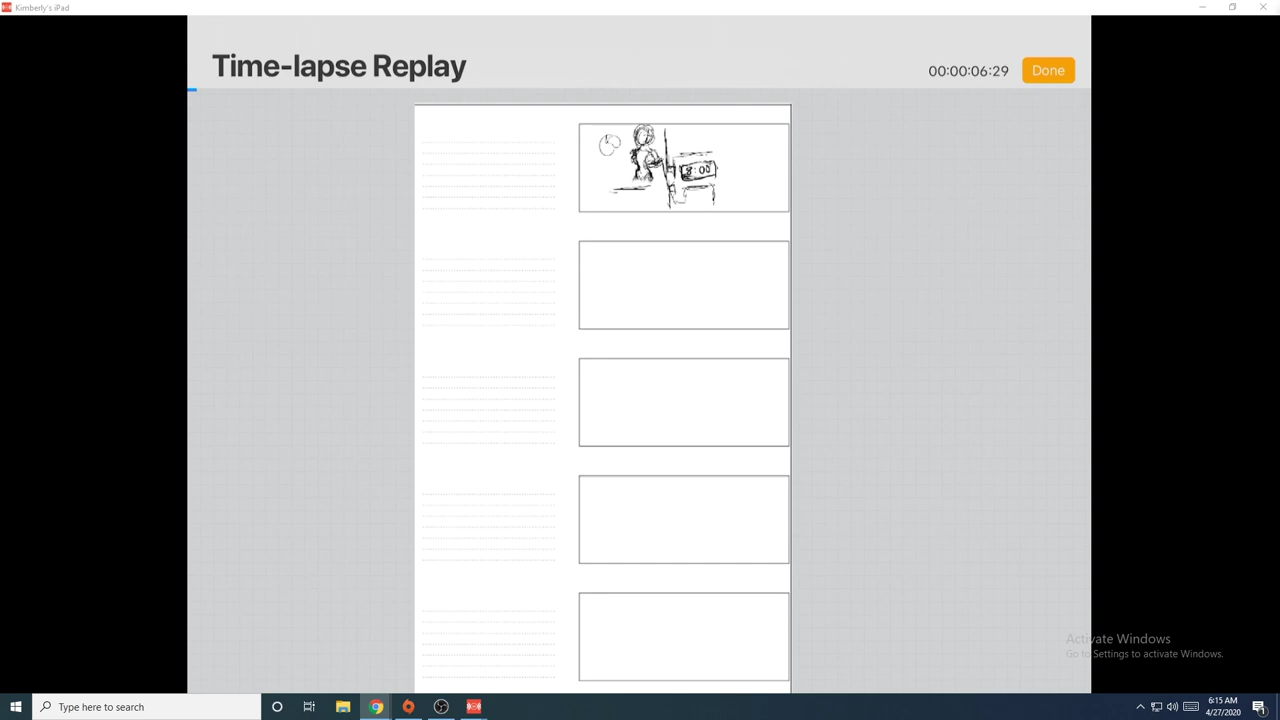 Kimberly's iPad
Time-lapse Replay
00:00:06:29
Done
8:00
Activate Windows
Go to Settings to activate Windows.
Type here to search
6:15 AM
4/27/2020
1